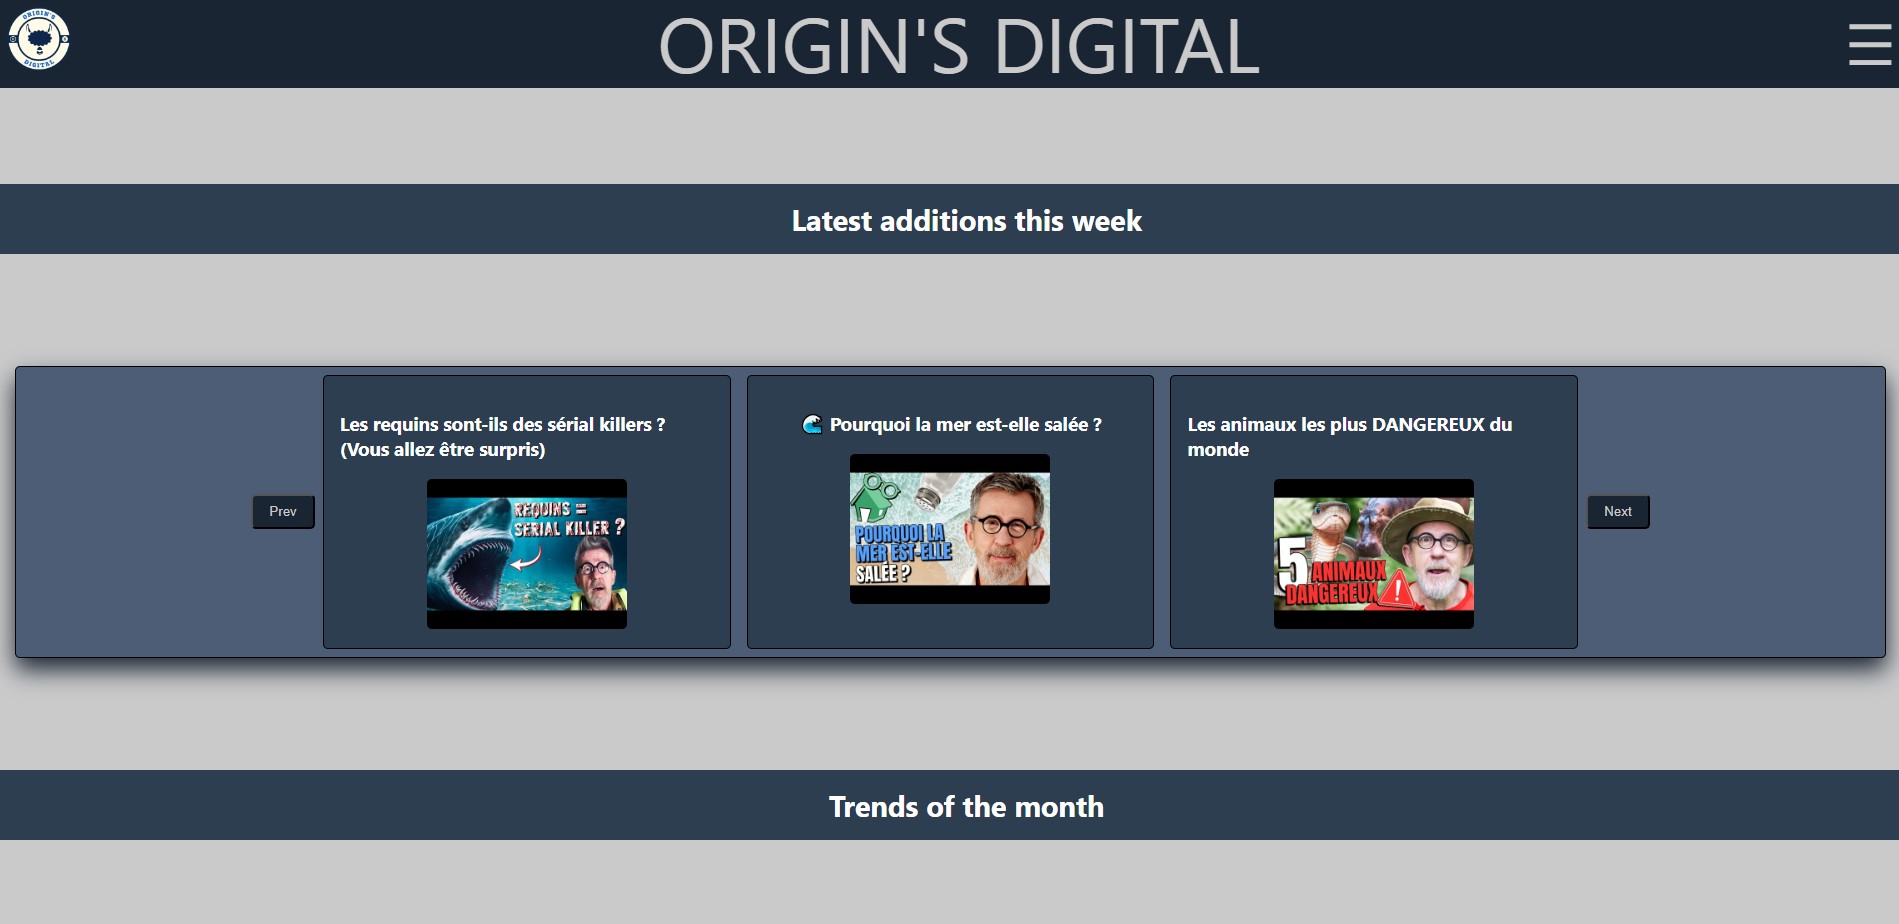 ORIGIN'S
DIGITAL
ORIGIN'S DIGITAL
Latest additions this week
Prev
Les requins sont-ils des sérial killers ?
(Vous allez être surpris)
REQUINS =
SERIAL KILLER ?
🌊 Pourquoi la mer est-elle salée ?
POURQUOI LA
MER EST-ELLE
SALÉE ?
Les animaux les plus DANGEREUX du
monde
5 ANIMAUX
DANGEREUX
Next
Trends of the month